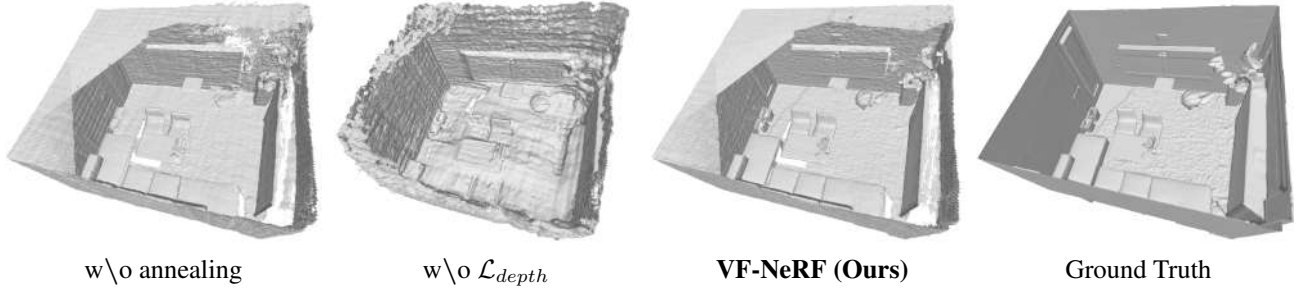 w\o annealing
w\o ℒ_depth
VF-NeRF (Ours)
Ground Truth